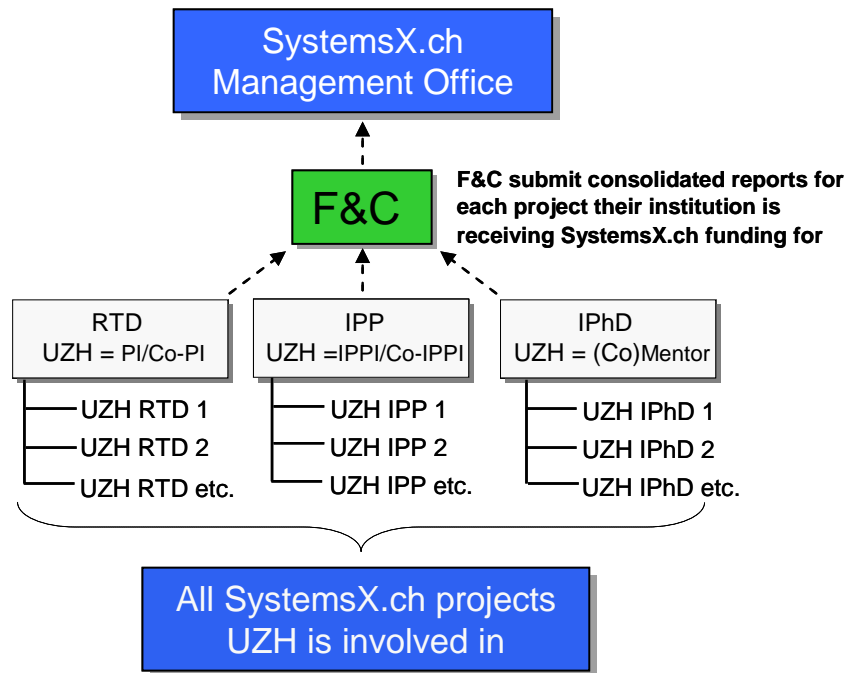 SystemsX.ch
Management Office
F&C
F&C submit consolidated reports for
each project their institution is
receiving SystemsX.ch funding for
RTD
UZH = PI/Co-PI
IPP
UZH =IPPI/Co-IPPI
IPhD
UZH = (Co)Mentor
UZH RTD 1
UZH RTD 2
UZH RTD etc.
UZH IPP 1
UZH IPP 2
UZH IPP etc.
UZH IPhD 1
UZH IPhD 2
UZH IPhD etc.
All SystemsX.ch projects
UZH is involved in